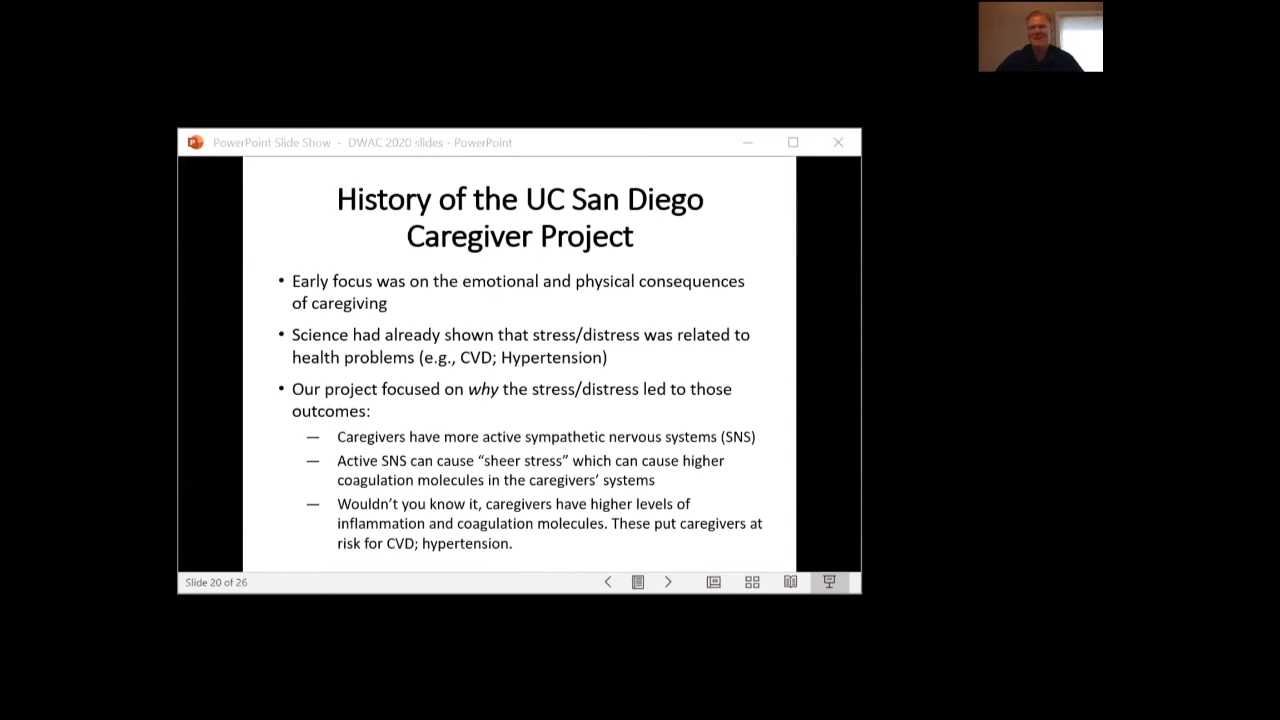 PowerPoint Slide Show - DWAC 2020 slides - PowerPoint
History of the UC San Diego
Caregiver Project
• Early focus was on the emotional and physical consequences
of caregiving
• Science had already shown that stress/distress was related to
health problems (e.g., CVD; Hypertension)
• Our project focused on why the stress/distress led to those
outcomes:
— Caregivers have more active sympathetic nervous systems (SNS)
— Active SNS can cause “sheer stress” which can cause higher
coagulation molecules in the caregivers’ systems
— Wouldn’t you know it, caregivers have higher levels of
inflammation and coagulation molecules. These put caregivers at
risk for CVD; hypertension.
Slide 20 of 26